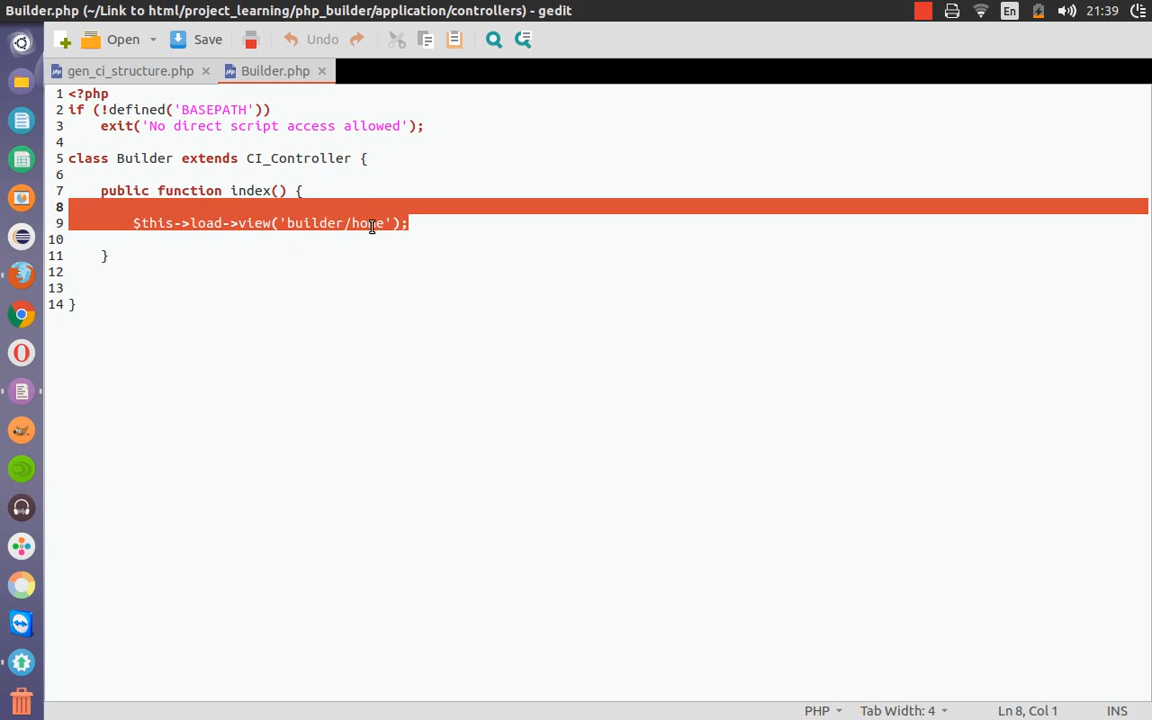 Builder.php (~/Link to html/project_learning/php_builder/application/controllers) - gedit
En
21:39
Open
Save
Undo
gen_ci_structure.php
Builder.php
1 <?php
2 if (!defined('BASEPATH'))
3     exit('No direct script access allowed');
4
5 class Builder extends CI_Controller {
6
7     public function index() {
8
9         $this->load->view('builder/home');
10
11     }
12
13
14 }
PHP
Tab Width: 4
Ln 8, Col 1
INS